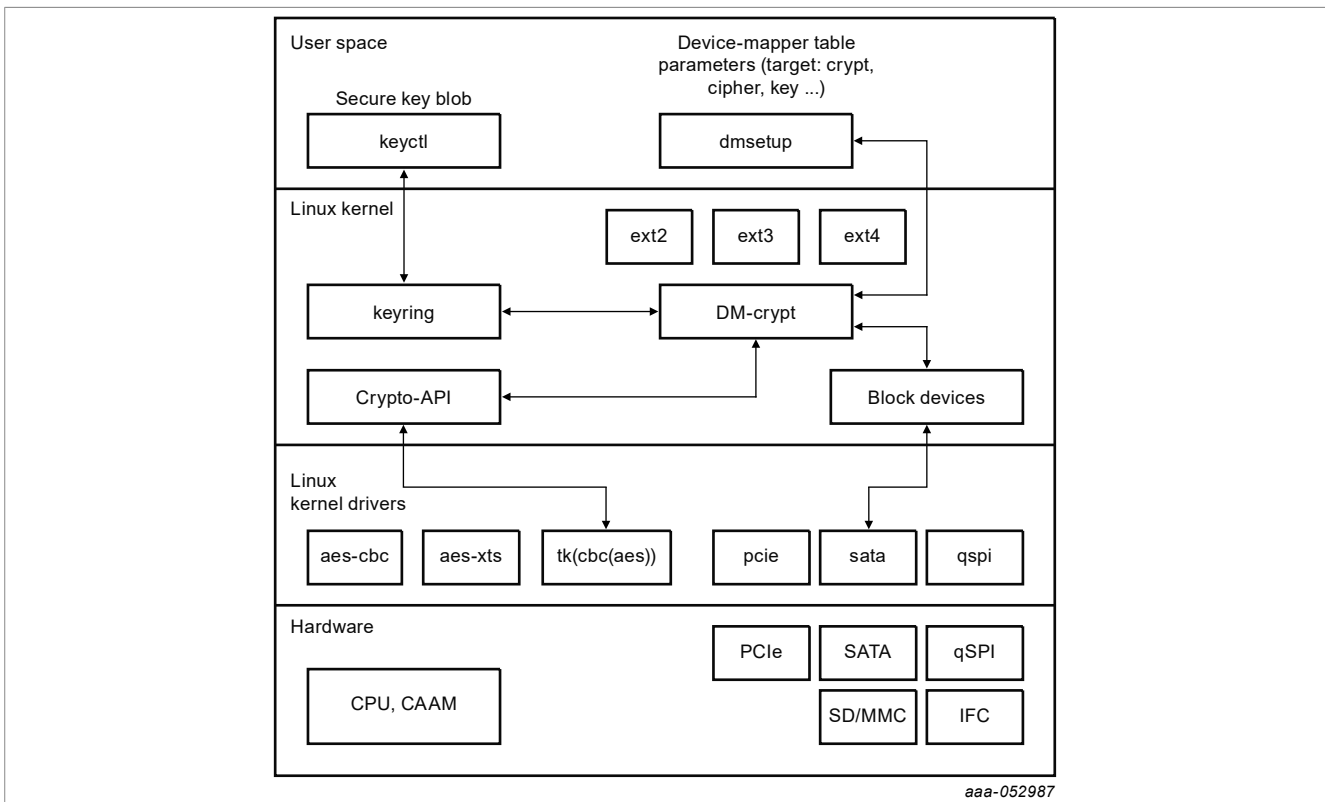 User space
Device-mapper table
parameters (target: crypt,
cipher, key ...)
Secure key blob
keyctl
dmsetup
Linux kernel
ext2
ext3
ext4
keyring
DM-crypt
Crypto-API
Block devices
Linux
kernel drivers
aes-cbc
aes-xts
tk(cbc(aes))
pcie
sata
qspi
Hardware
PCIe
SATA
qSPI
CPU, CAAM
SD/MMC
IFC
aaa-052987